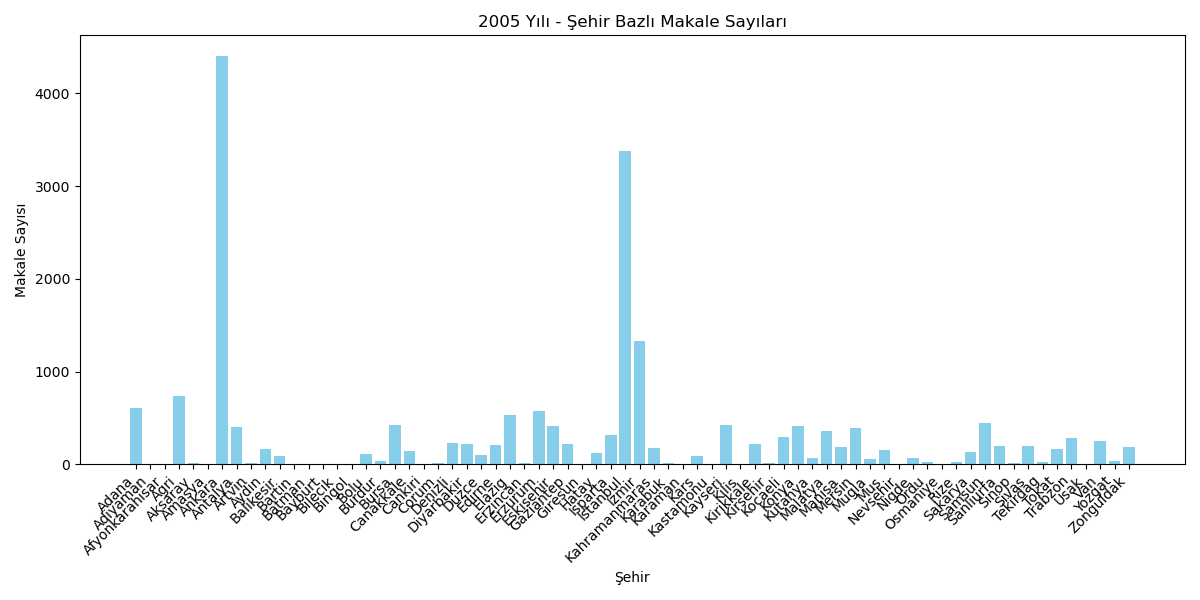 2005 Yılı - Şehir Bazlı Makale Sayıları
Makale Sayısı
4000
3000
2000
1000
0
Adana
Adıyaman
Afyonkarahisar
Ağrı
Aksaray
Amasya
Ankara
Antalya
Artvin
Aydın
Balıkesir
Bartın
Batman
Bayburt
Bilecik
Bingöl
Bolu
Burdur
Bursa
Çanakkale
Çankırı
Çorum
Denizli
Diyarbakır
Düzce
Edirne
Elazığ
Erzincan
Erzurum
Eskişehir
Gaziantep
Giresun
Hatay
Isparta
İstanbul
İzmir
Kahramanmaraş
Karabük
Karaman
Kars
Kastamonu
Kayseri
Kilis
Kırıkkale
Kırşehir
Kocaeli
Konya
Kütahya
Malatya
Manisa
Mersin
Muğla
Muş
Nevşehir
Niğde
Ordu
Osmaniye
Rize
Sakarya
Samsun
Şanlıurfa
Sinop
Sivas
Tekirdağ
Tokat
Trabzon
Uşak
Van
Yozgat
Zonguldak
Şehir